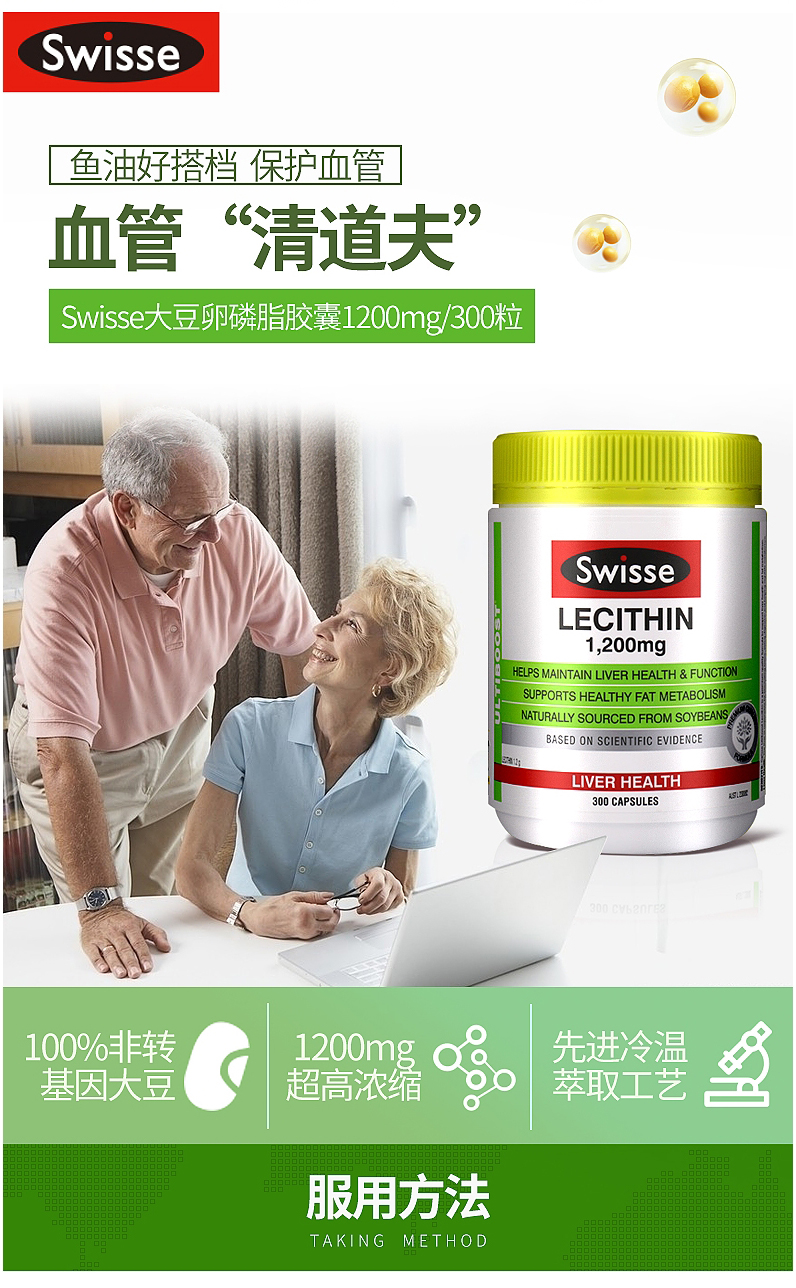 Swisse
鱼油好搭档 保护血管
血管“清道夫”
Swisse大豆卵磷脂胶囊1200mg/300粒
Swisse
LECITHIN
1,200mg
ULTIBOOST
HELPS MAINTAIN LIVER HEALTH & FUNCTION
SUPPORTS HEALTHY FAT METABOLISM
NATURALLY SOURCED FROM SOYBEANS
BASED ON SCIENTIFIC EVIDENCE
LIVER HEALTH
300 CAPSULES
100%非转
基因大豆
1200mg
超高浓缩
先进冷温
萃取工艺
服用方法
TAKING METHOD